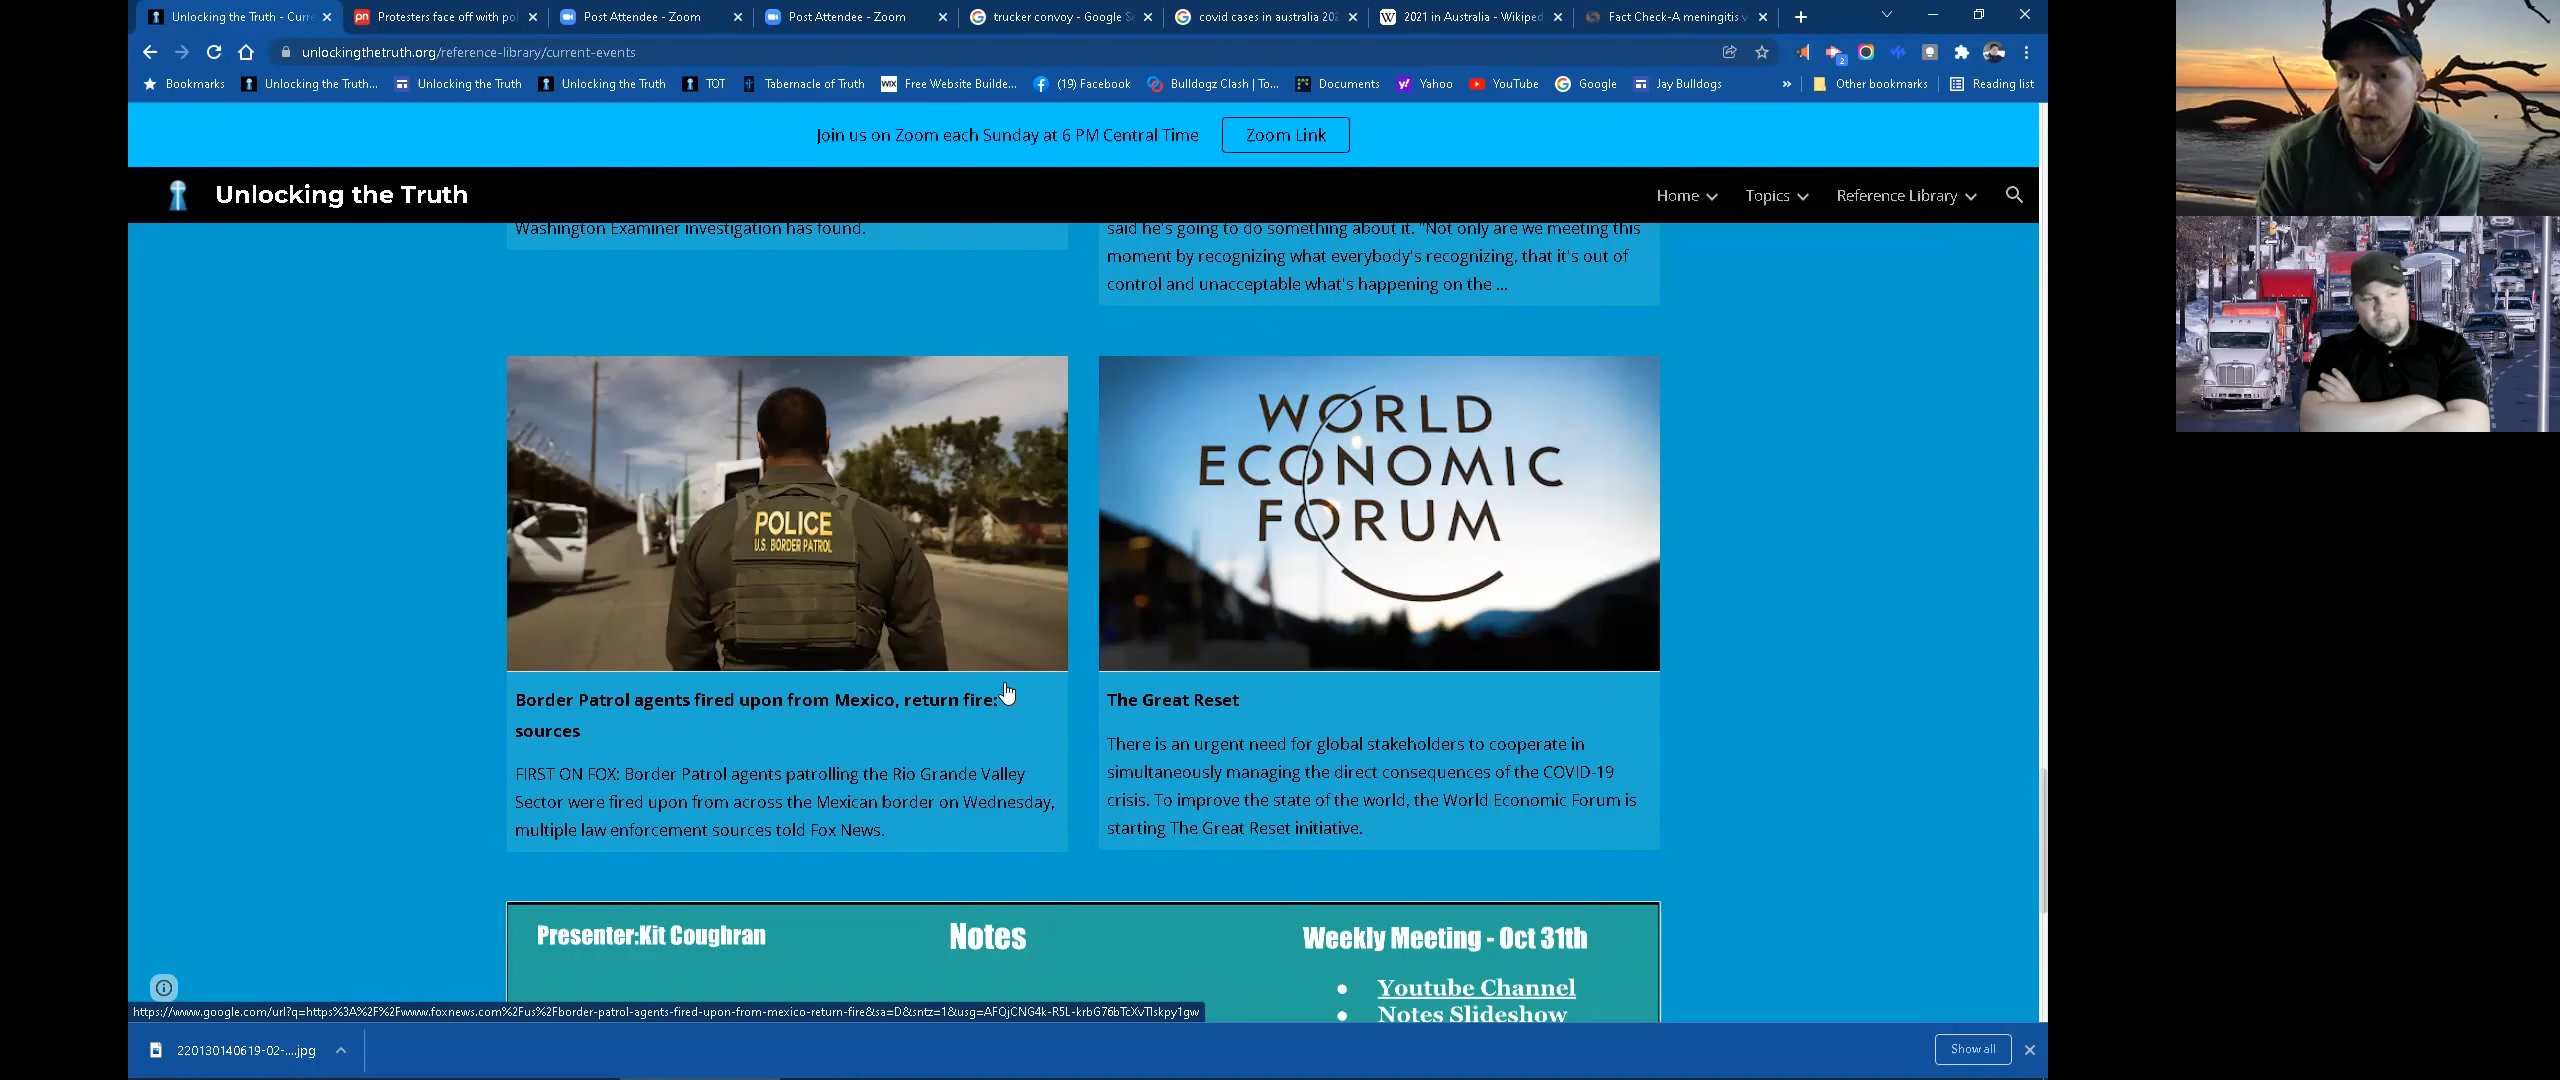 Unlocking the Truth - Curre
Protesters face off with pol
Post Attendee - Zoom
Post Attendee - Zoom
trucker convoy - Google Se
covid cases in australia 202
2021 in Australia - Wikiped
Fact Check-A meningitis v
unlockingthetruth.org/reference-library/current-events
2
Bookmarks
Unlocking the Truth...
Unlocking the Truth
Unlocking the Truth
TOT
Tabernacle of Truth
WIX
Free Website Builde...
(19) Facebook
Bulldogz Clash | To...
Documents
Yahoo
YouTube
Google
Jay Bulldogs
»
Other bookmarks
Reading list
Join us on Zoom each Sunday at 6 PM Central Time
Zoom Link
Unlocking the Truth
Home
Topics
Reference Library
Washington Examiner investigation has found.
said he's going to do something about it. "Not only are we meeting this
moment by recognizing what everybody's recognizing, that it's out of
control and unacceptable what's happening on the ...
POLICE
U.S. BORDER PATROL
WORLD
ECONOMIC
FORUM
Border Patrol agents fired upon from Mexico, return fire:
sources
FIRST ON FOX: Border Patrol agents patrolling the Rio Grande Valley
Sector were fired upon from across the Mexican border on Wednesday,
multiple law enforcement sources told Fox News.
The Great Reset
There is an urgent need for global stakeholders to cooperate in
simultaneously managing the direct consequences of the COVID-19
crisis. To improve the state of the world, the World Economic Forum is
starting The Great Reset initiative.
Presenter:Kit Coughran
Notes
Weekly Meeting - Oct 31th
● Youtube Channel
● Notes Slideshow
https://www.google.com/url?q=https%3A%2F%2Fwww.foxnews.com%2Fus%2Fborder-patrol-agents-fired-upon-from-mexico-return-fire&sa=D&sntz=1&usg=AFQjCNG4k-R5L-krbG76bTcXvTlskpy1gw
220130140619-02-....jpg
Show all